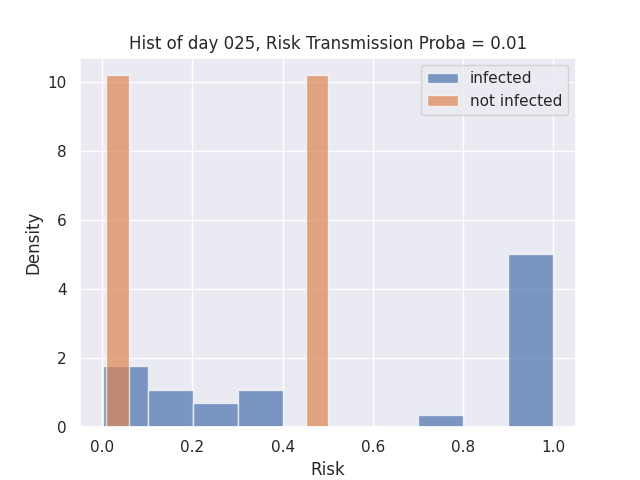 Hist of day 025, Risk Transmission Proba = 0.01
infected
not infected
10
8
6
4
2
0
Density
0.0 0.2 0.4 0.6 0.8 1.0
Risk